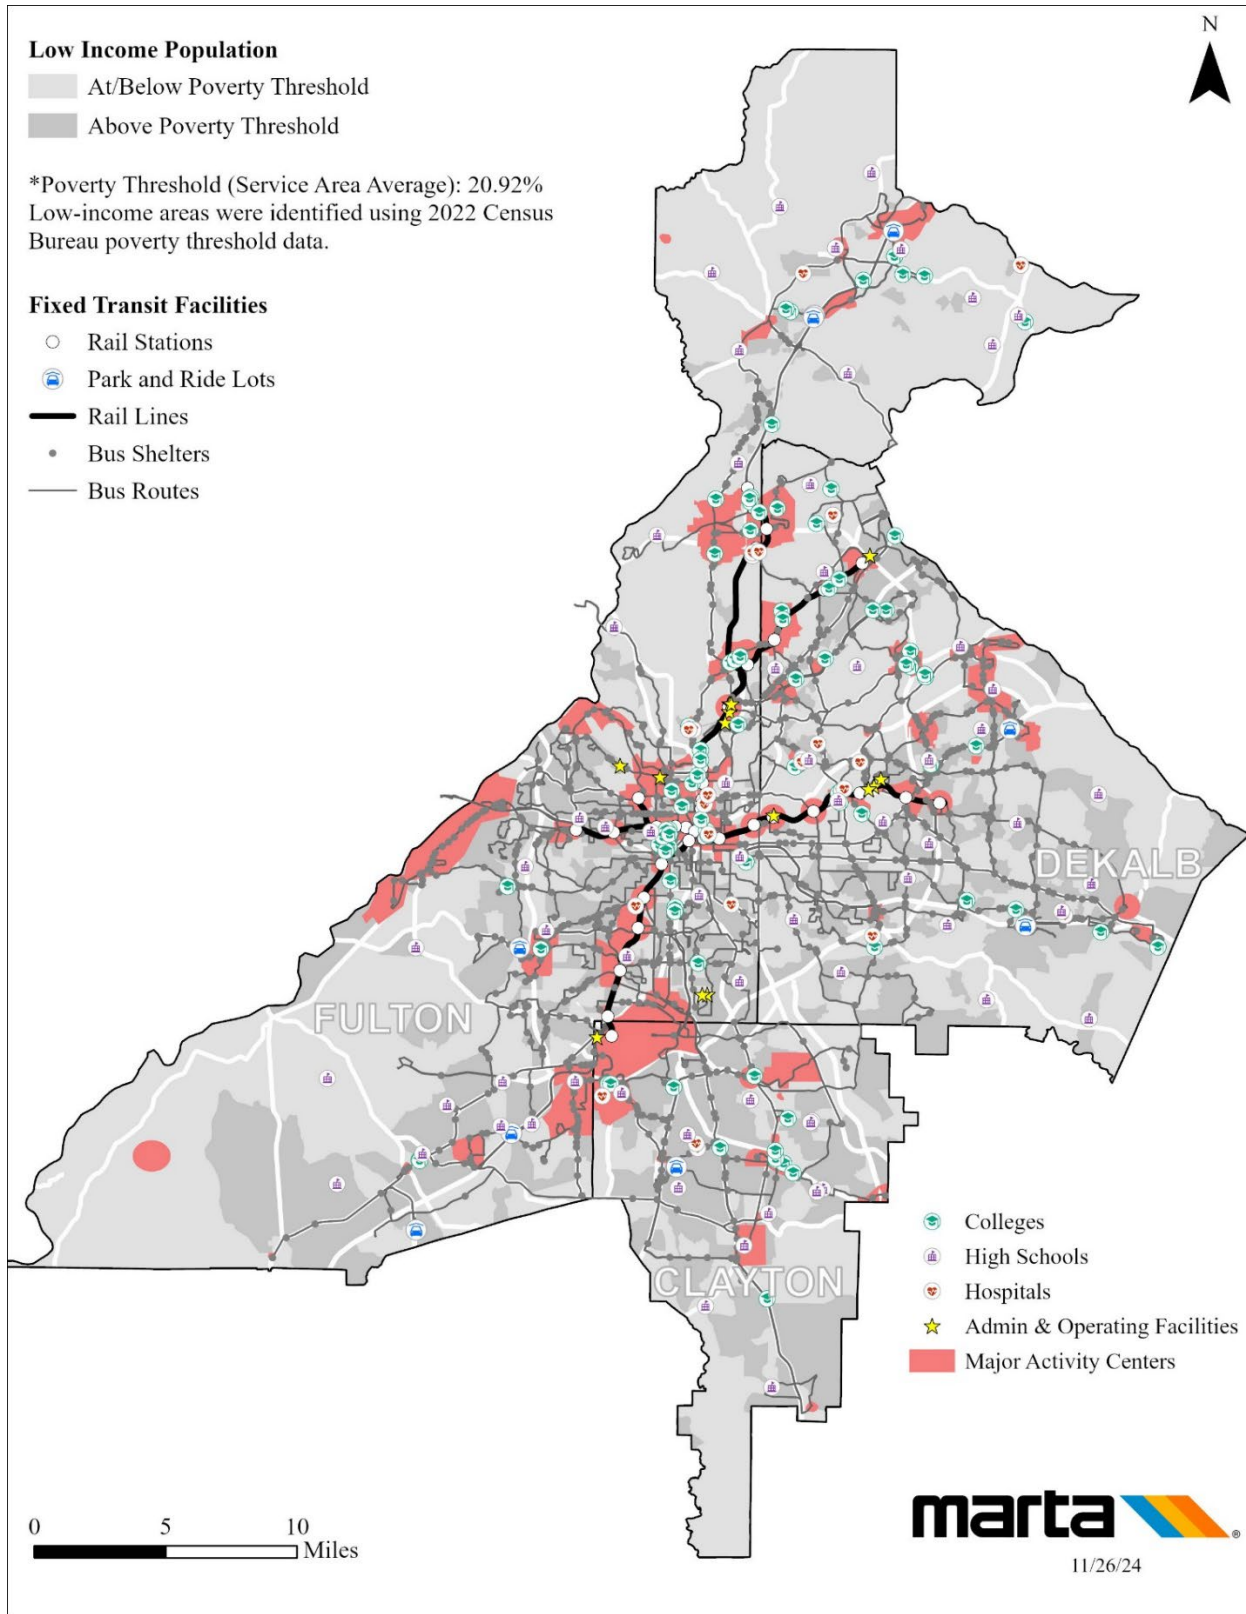 N
Low Income Population
At/Below Poverty Threshold
Above Poverty Threshold
*Poverty Threshold (Service Area Average): 20.92%
Low-income areas were identified using 2022 Census
Bureau poverty threshold data.
Fixed Transit Facilities
Rail Stations
Park and Ride Lots
Rail Lines
Bus Shelters
Bus Routes
DEKALB
FULTON
CLAYTON
Colleges
High Schools
Hospitals
Admin & Operating Facilities
Major Activity Centers
0 5 10
Miles
marta ®
11/26/24